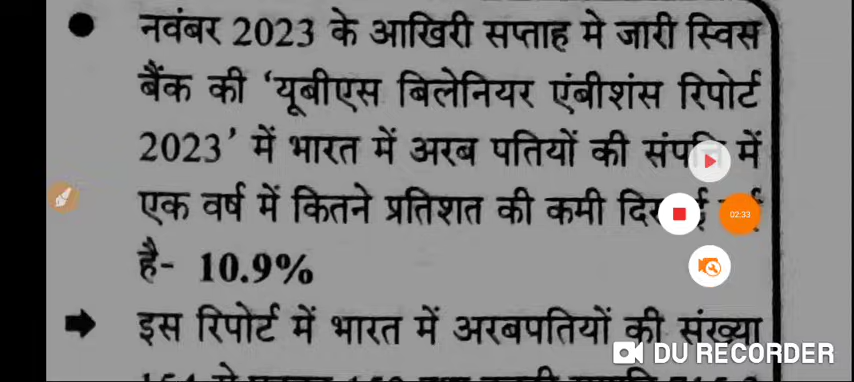 नवंबर 2023 के आखिरी सप्ताह मे जारी स्विस
बैंक की ‘यूबीएस बिलेनियर एंबीशंस रिपोर्ट
2023’ में भारत में अरब पतियों की में
एक वर्ष में कितने प्रतिशत की कमी
02:33
है- 10.9%
इस रिपोर्ट में भारत में अरबपतियों की संख्या
DU RECORDER